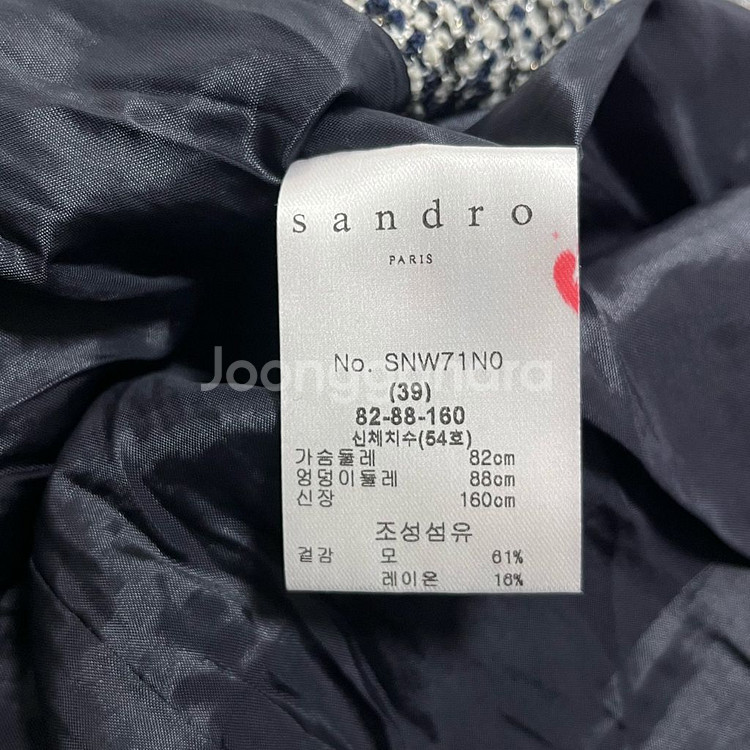 sandro
PARIS
No. SNW71NO
(39)
82-88-160
신체치수(54호)
가슴둘레 82cm
엉덩이둘레 88cm
신장 160cm
조성섬유
겉감 모 61%
레이온 16%
Joonggonara